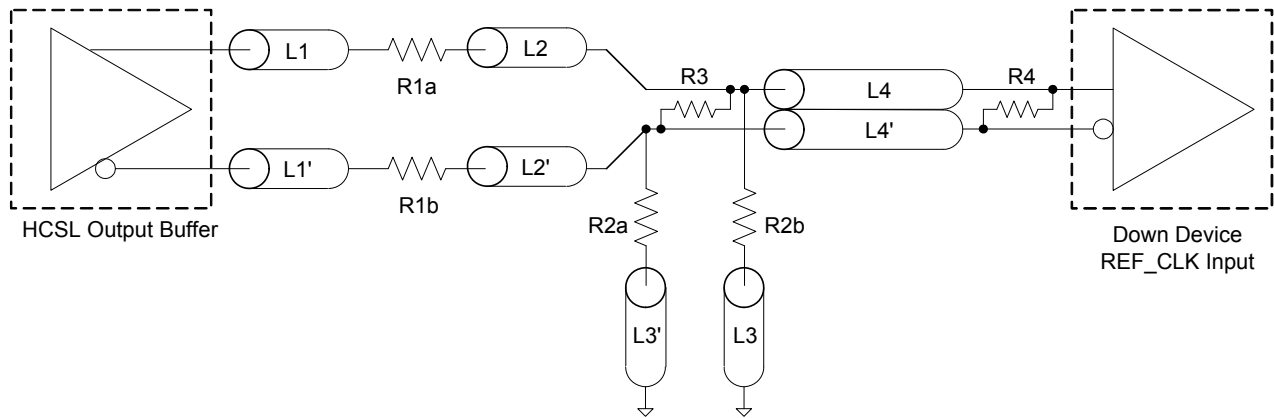 L1
R1a
L2
R3
L4
R4
L1'
R1b
L2'
L4'
HCSL Output Buffer
R2a
R2b
Down Device
REF_CLK Input
L3'
L3